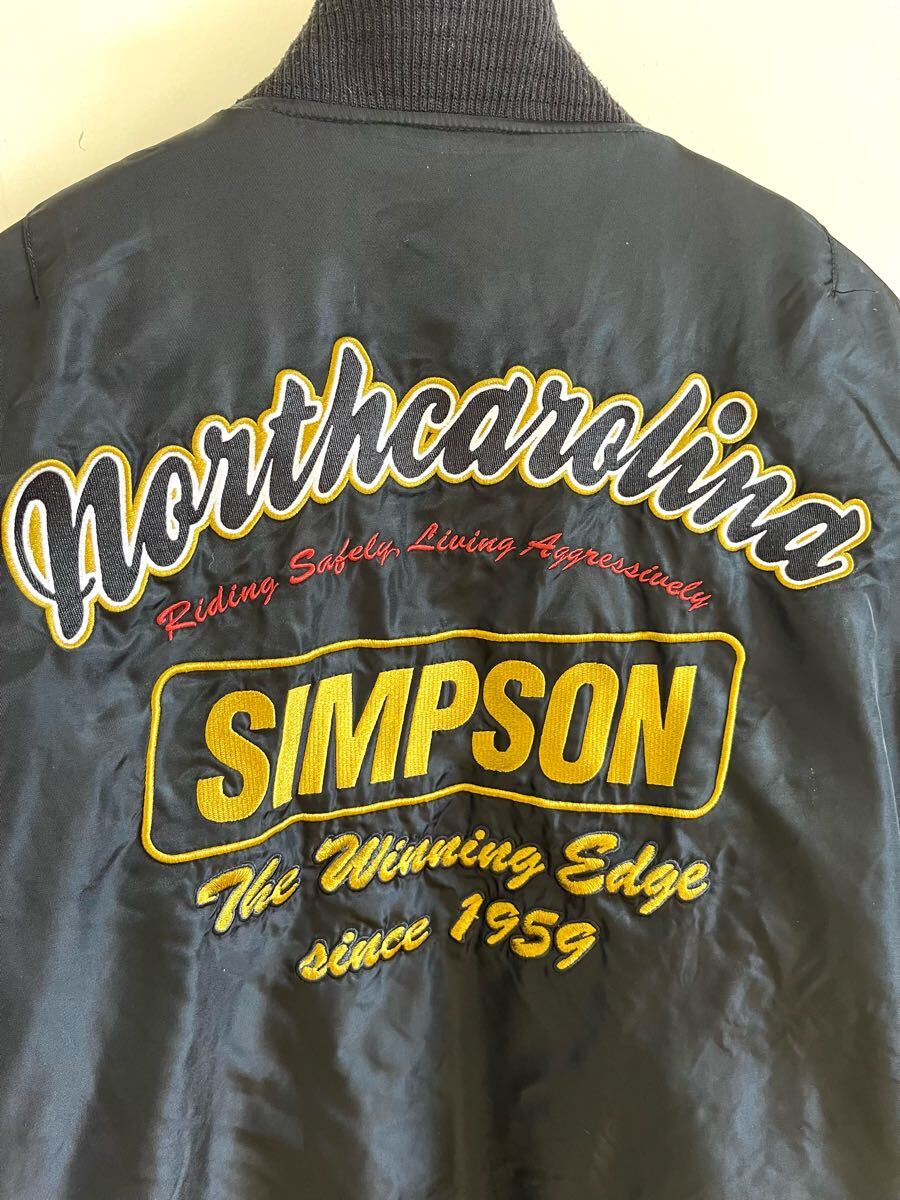 Northcarolina
Riding Safely, Living Aggressively
SIMPSON
The Winning Edge
since 1959